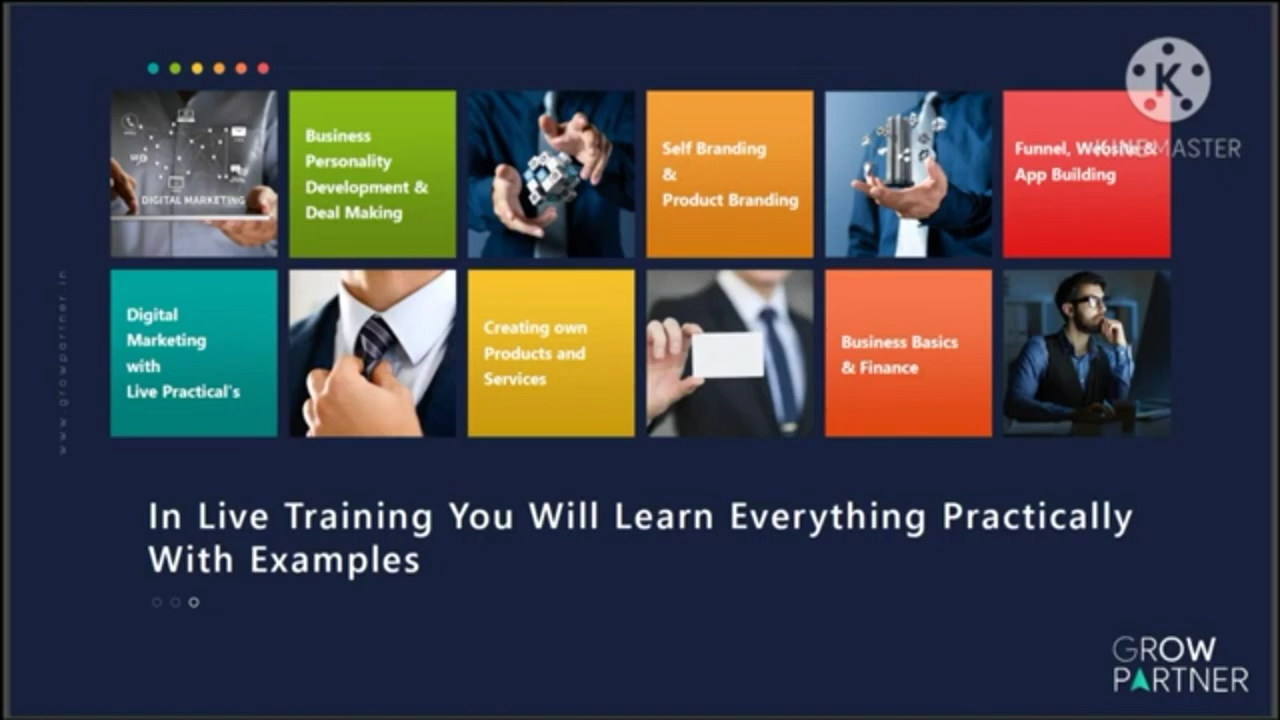 KINEMASTER
DIGITAL MARKETING
Business
Personality
Development &
Deal Making
Self Branding
&
Product Branding
Funnel, Website &
App Building
Digital
Marketing
with
Live Practical's
Creating own
Products and
Services
Business Basics
& Finance
www.growpartner.in
In Live Training You Will Learn Everything Practically
With Examples
GROW
PARTNER